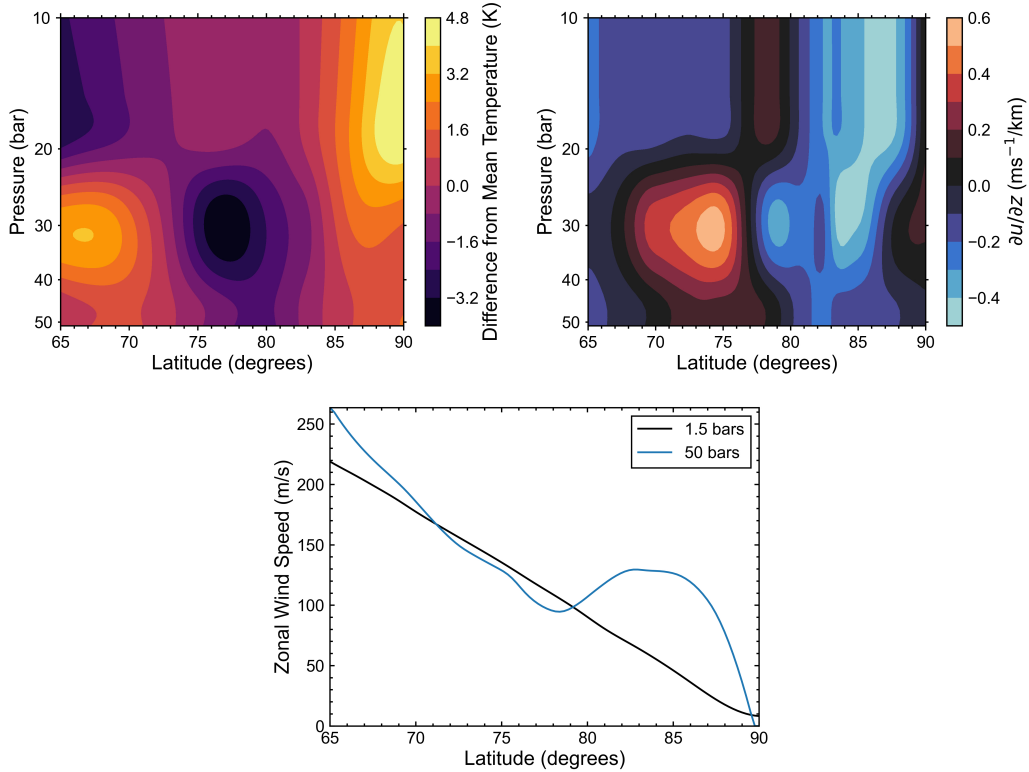 10
20
30
40
50
Pressure (bar)
65 70 75 80 85 90
Latitude (degrees)
4.8
3.2
1.6
0.0
−1.6
−3.2
Difference from Mean Temperature (K)
10
20
30
40
50
Pressure (bar)
65 70 75 80 85 90
Latitude (degrees)
0.6
0.4
0.2
0.0
−0.2
−0.4
∂u/∂z (ms⁻¹/km)
250
200
150
100
50
0
Zonal Wind Speed (m/s)
1.5 bars
50 bars
65 70 75 80 85 90
Latitude (degrees)